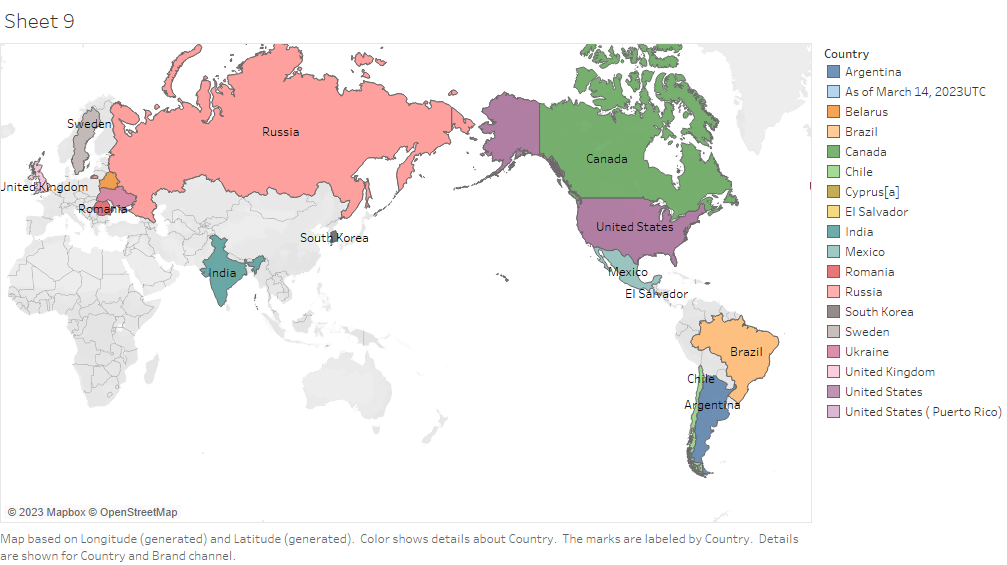 Sheet 9
Country
Argentina
As of March 14, 2023UTC
Belarus
Brazil
Canada
Chile
Cyprus[a]
El Salvador
India
Mexico
Romania
Russia
South Korea
Sweden
Ukraine
United Kingdom
United States
United States ( Puerto Rico)
Sweden
Russia
Canada
United Kingdom
Romania
United States
South Korea
India
Mexico
El Salvador
Brazil
Chile
Argentina
© 2023 Mapbox © OpenStreetMap
Map based on Longitude (generated) and Latitude (generated).  Color shows details about Country.  The marks are labeled by Country.  Details
are shown for Country and Brand channel.